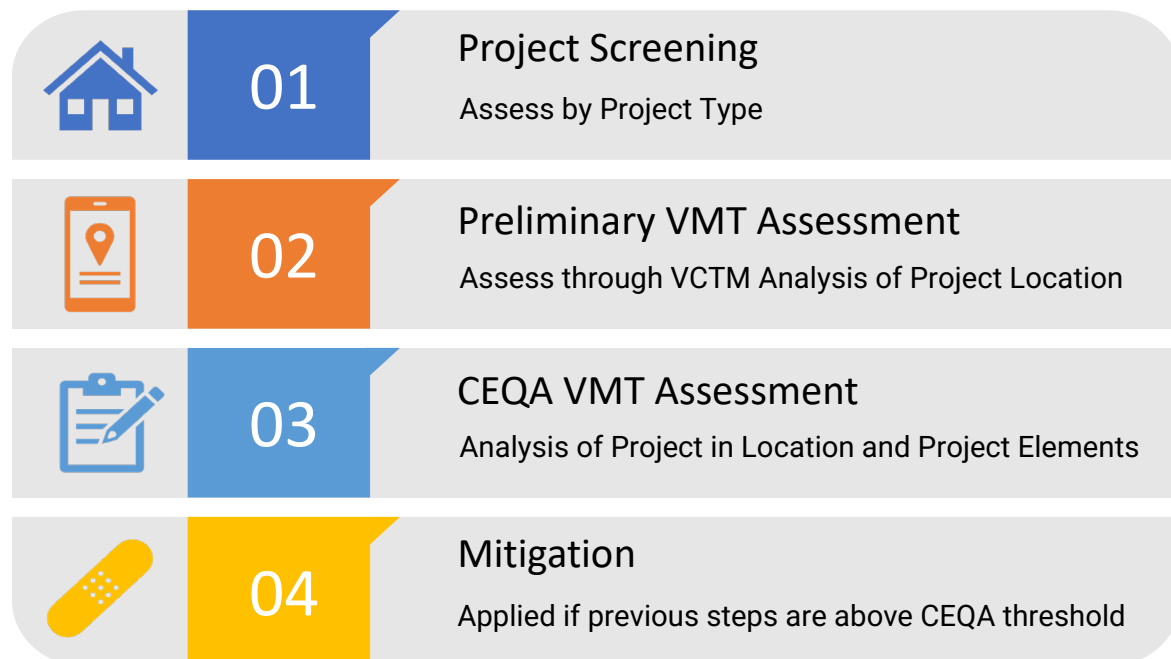 01
Project Screening
Assess by Project Type
02
Preliminary VMT Assessment
Assess through VCTM Analysis of Project Location
03
CEQA VMT Assessment
Analysis of Project in Location and Project Elements
04
Mitigation
Applied if previous steps are above CEQA threshold